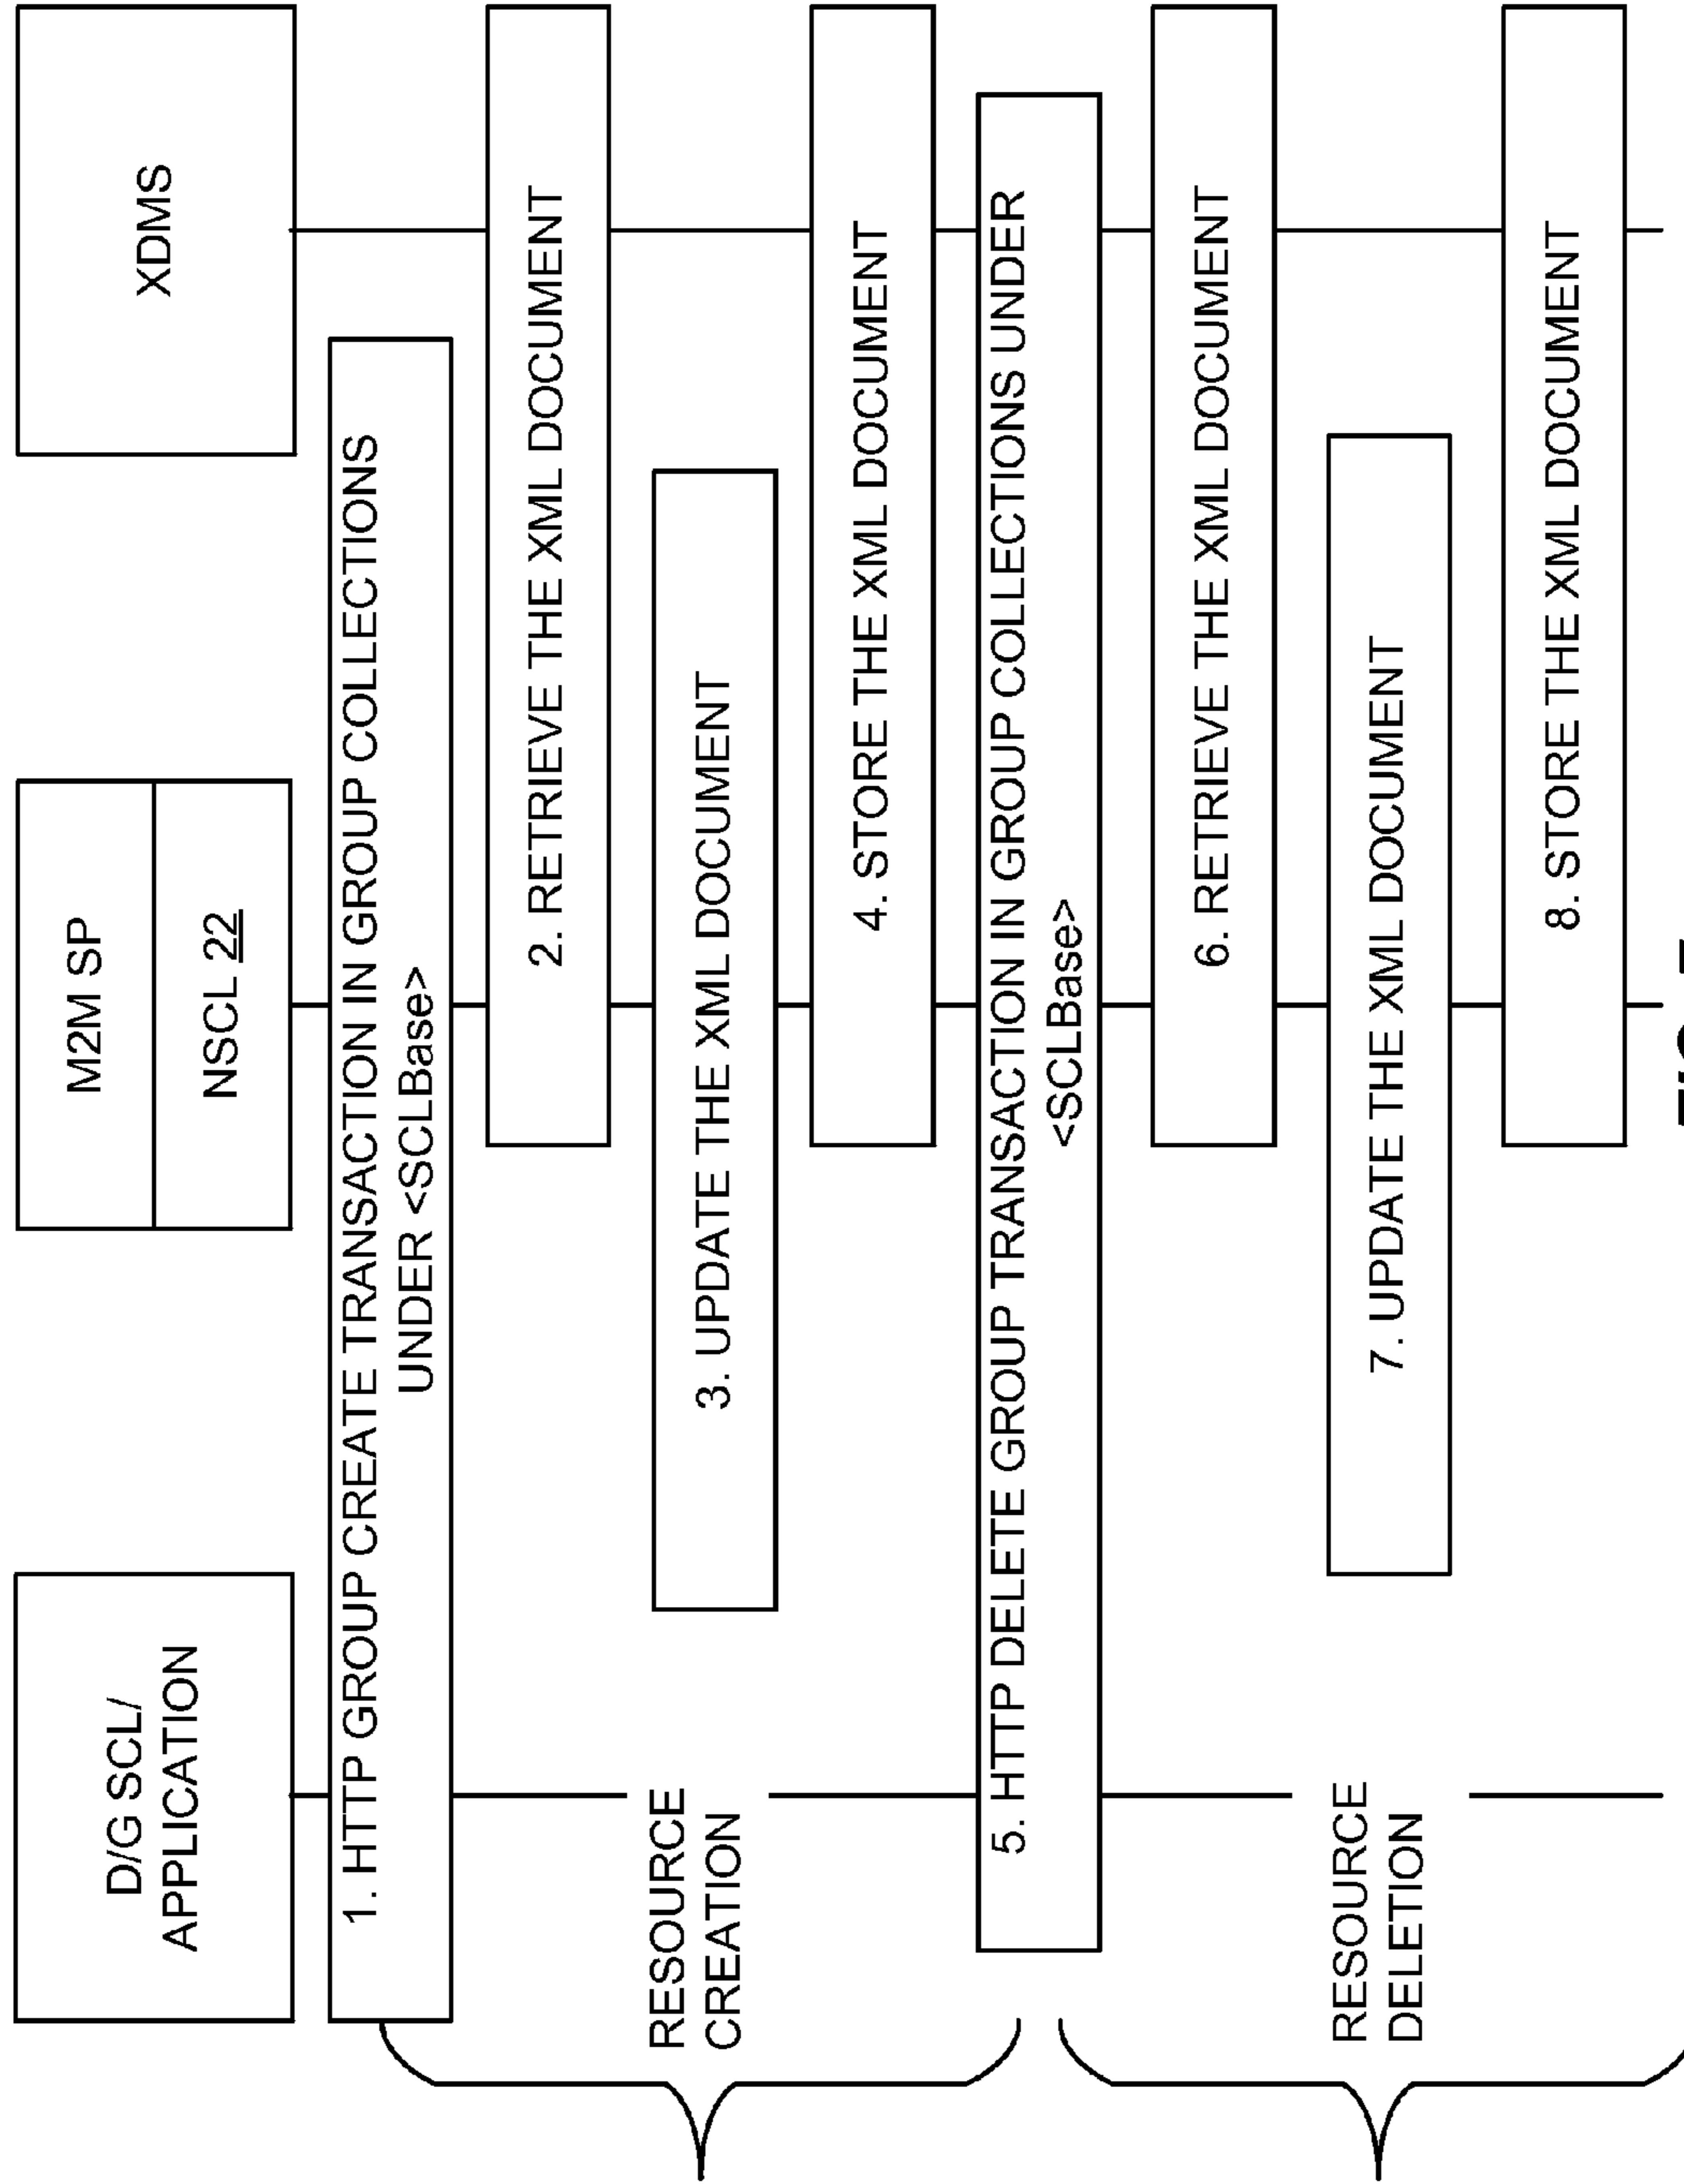 D/G SCL/
APPLICATION
M2M SP
NSCL 22
XDMS
1. HTTP GROUP CREATE TRANSACTION IN GROUP COLLECTIONS
UNDER <SCLBase>
2. RETRIEVE THE XML DOCUMENT
RESOURCE
CREATION
3. UPDATE THE XML DOCUMENT
4. STORE THE XML DOCUMENT
5. HTTP DELETE GROUP TRANSACTION IN GROUP COLLECTIONS UNDER
<SCLBase>
6. RETRIEVE THE XML DOCUMENT
RESOURCE
DELETION
7. UPDATE THE XML DOCUMENT
8. STORE THE XML DOCUMENT